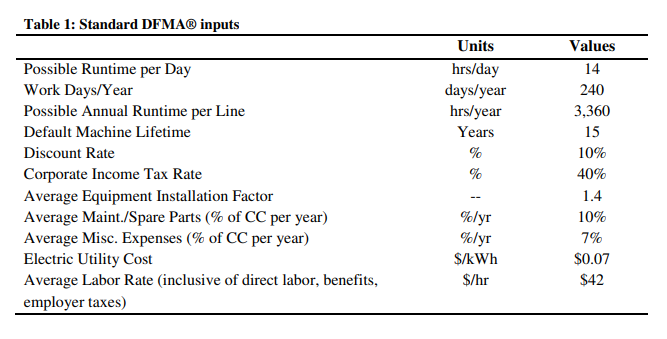 Table 1: Standard DFMA® inputs
Units Values
Possible Runtime per Day hrs/day 14
Work Days/Year days/year 240
Possible Annual Runtime per Line hrs/year 3,360
Default Machine Lifetime Years 15
Discount Rate % 10%
Corporate Income Tax Rate % 40%
Average Equipment Installation Factor -- 1.4
Average Maint./Spare Parts (% of CC per year) %/yr 10%
Average Misc. Expenses (% of CC per year) %/yr 7%
Electric Utility Cost $/kWh $0.07
Average Labor Rate (inclusive of direct labor, benefits, $/hr $42
employer taxes)